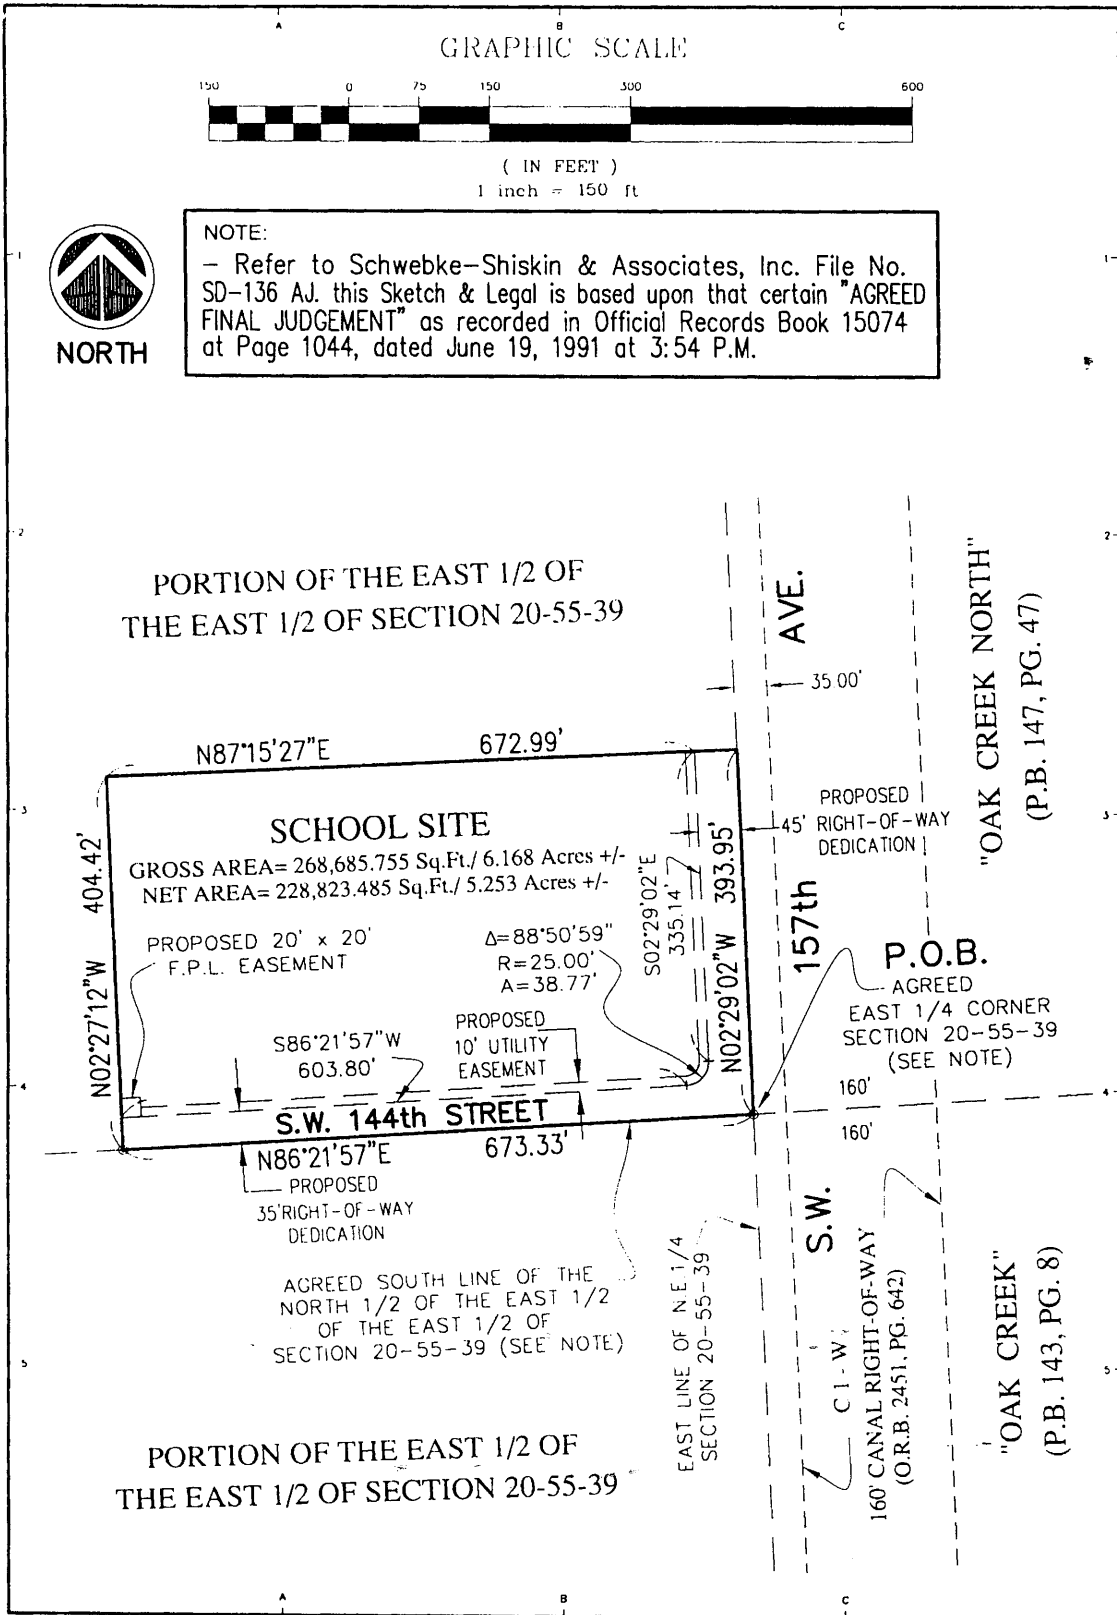 A B C
GRAPHIC SCALE
150 0 75 150 300 600
( IN FEET )
1 inch = 150 ft
NOTE:
– Refer to Schwebke–Shiskin & Associates, Inc. File No.
SD–136 AJ. this Sketch & Legal is based upon that certain "AGREED
FINAL JUDGEMENT" as recorded in Official Records Book 15074
at Page 1044, dated June 19, 1991 at 3:54 P.M.
NORTH
1 1
2 2
PORTION OF THE EAST 1/2 OF
THE EAST 1/2 OF SECTION 20-55-39
AVE.
35.00'
"OAK CREEK NORTH"
(P.B. 147, PG. 47)
N87°15'27"E 672.99'
3 3
SCHOOL SITE
GROSS AREA= 268,685.755 Sq.Ft./ 6.168 Acres +/-
NET AREA= 228,823.485 Sq.Ft./ 5.253 Acres +/-
N02°27'12"W 404.42'
PROPOSED 20' x 20'
F.P.L. EASEMENT
Δ=88°50'59"
R=25.00'
A=38.77'
S02°29'02"E
335.14'
N02°29'02"W 393.95'
PROPOSED
45' RIGHT-OF-WAY
DEDICATION
157th
P.O.B.
AGREED
EAST 1/4 CORNER
SECTION 20-55-39
(SEE NOTE)
S86°21'57"W
603.80'
PROPOSED
10' UTILITY
EASEMENT
4 4
160'
160'
S.W. 144th STREET
N86°21'57"E 673.33'
PROPOSED
35'RIGHT-OF-WAY
DEDICATION
AGREED SOUTH LINE OF THE
NORTH 1/2 OF THE EAST 1/2
OF THE EAST 1/2 OF
SECTION 20-55-39 (SEE NOTE)
EAST LINE OF N.E.1/4
SECTION 20-55-39
S.W.
C 1 - W
160' CANAL RIGHT-OF-WAY
(O.R.B. 2451, PG. 642)
"OAK CREEK"
(P.B. 143, PG. 8)
5 5
PORTION OF THE EAST 1/2 OF
THE EAST 1/2 OF SECTION 20-55-39
A B C